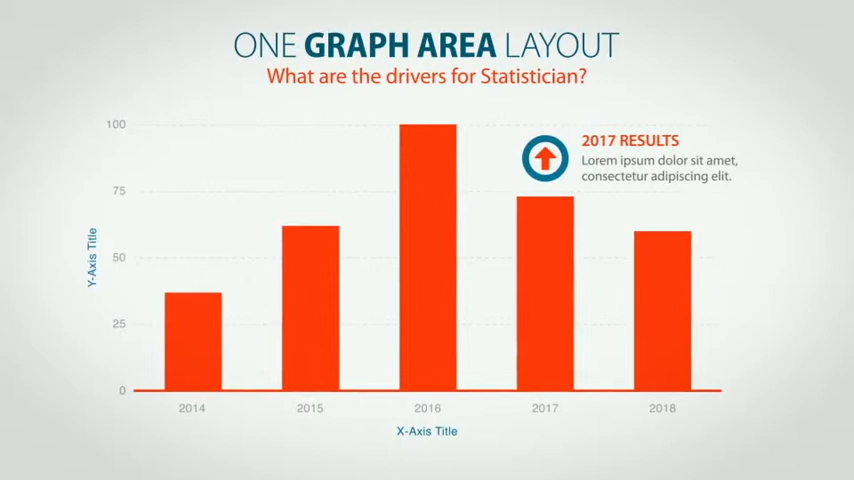 ONE GRAPH AREA LAYOUT
What are the drivers for Statistician?
100
2017 RESULTS
Lorem ipsum dolor sit amet,
consectetur adipiscing elit.
75
Y-Axis Title
50
25
0
2014 2015 2016 2017 2018
X-Axis Title